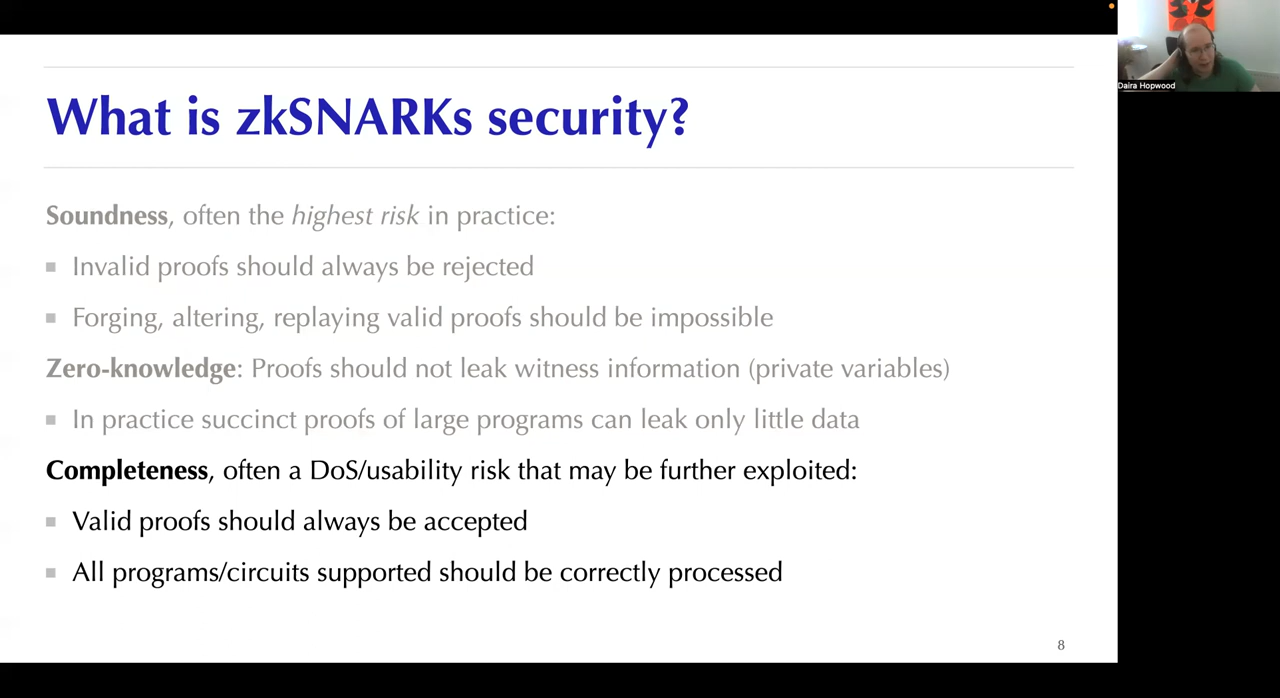 What is zkSNARKs security?
Soundness, often the highest risk in practice:
Invalid proofs should always be rejected
Forging, altering, replaying valid proofs should be impossible
Zero-knowledge: Proofs should not leak witness information (private variables)
In practice succinct proofs of large programs can leak only little data
Completeness, often a DoS/usability risk that may be further exploited:
Valid proofs should always be accepted
All programs/circuits supported should be correctly processed
8
Daira Hopwood